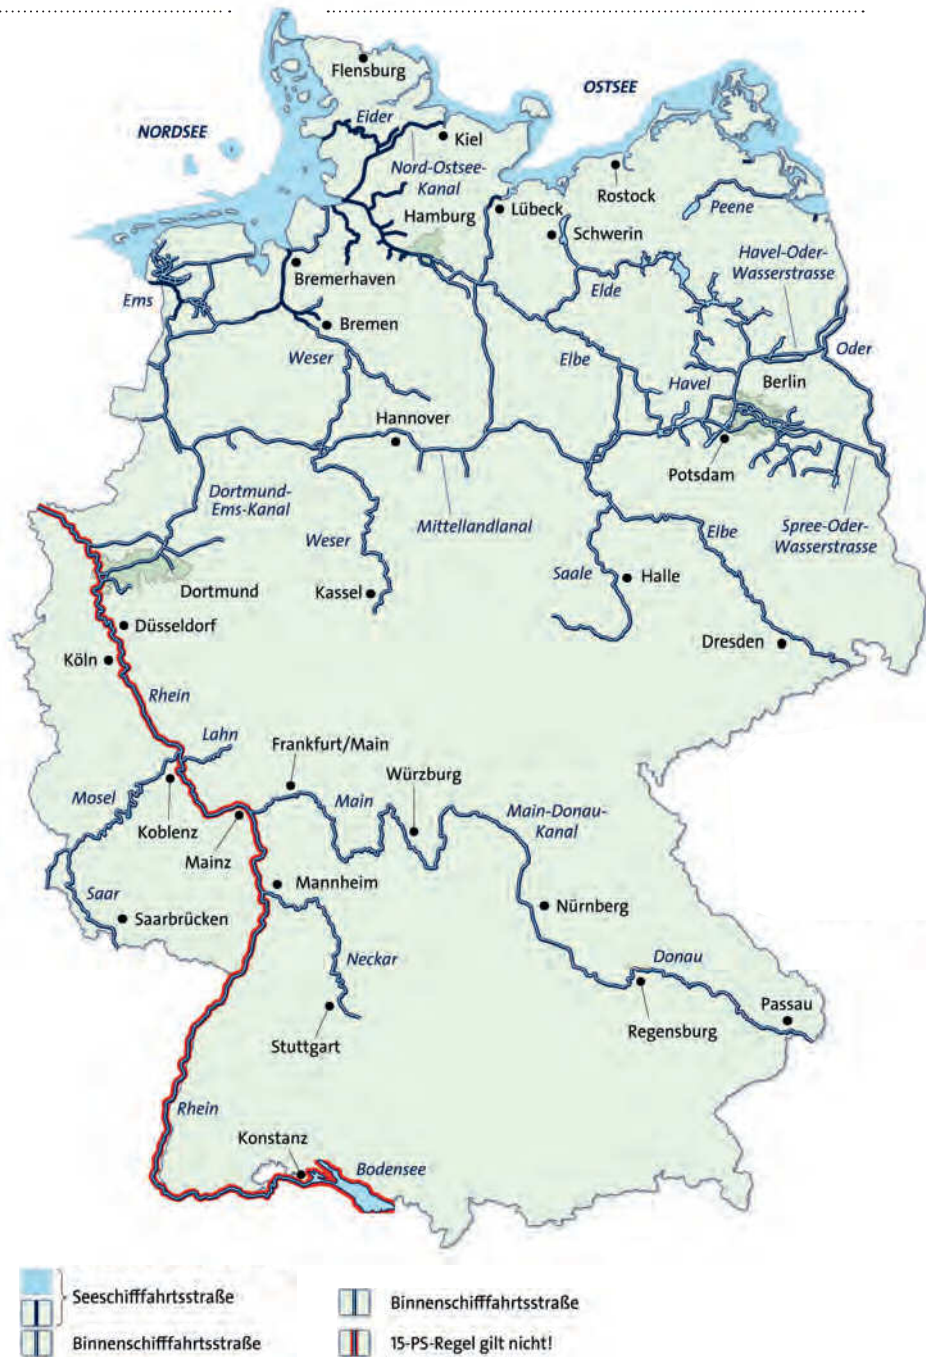 Flensburg
OSTSEE
NORDSEE
Eider
Kiel
Nord-Ostsee-
Kanal
Rostock
Lübeck
Peene
Hamburg
Schwerin
Havel-Oder-
Wasserstrasse
Bremerhaven
Elde
Ems
Bremen
Oder
Weser
Elbe
Havel
Berlin
Hannover
Potsdam
Dortmund-
Ems-Kanal
Mittellandlanal
Weser
Elbe
Spree-Oder-
Wasserstrasse
Saale
Halle
Dortmund
Kassel
Düsseldorf
Dresden
Köln
Rhein
Lahn
Frankfurt/Main
Würzburg
Mosel
Main
Main-Donau-
Kanal
Koblenz
Mainz
Mannheim
Saar
Nürnberg
Saarbrücken
Neckar
Donau
Passau
Regensburg
Stuttgart
Rhein
Konstanz
Bodensee
Seeschifffahrtsstraße
Binnenschifffahrtsstraße
Binnenschifffahrtsstraße
15-PS-Regel gilt nicht!